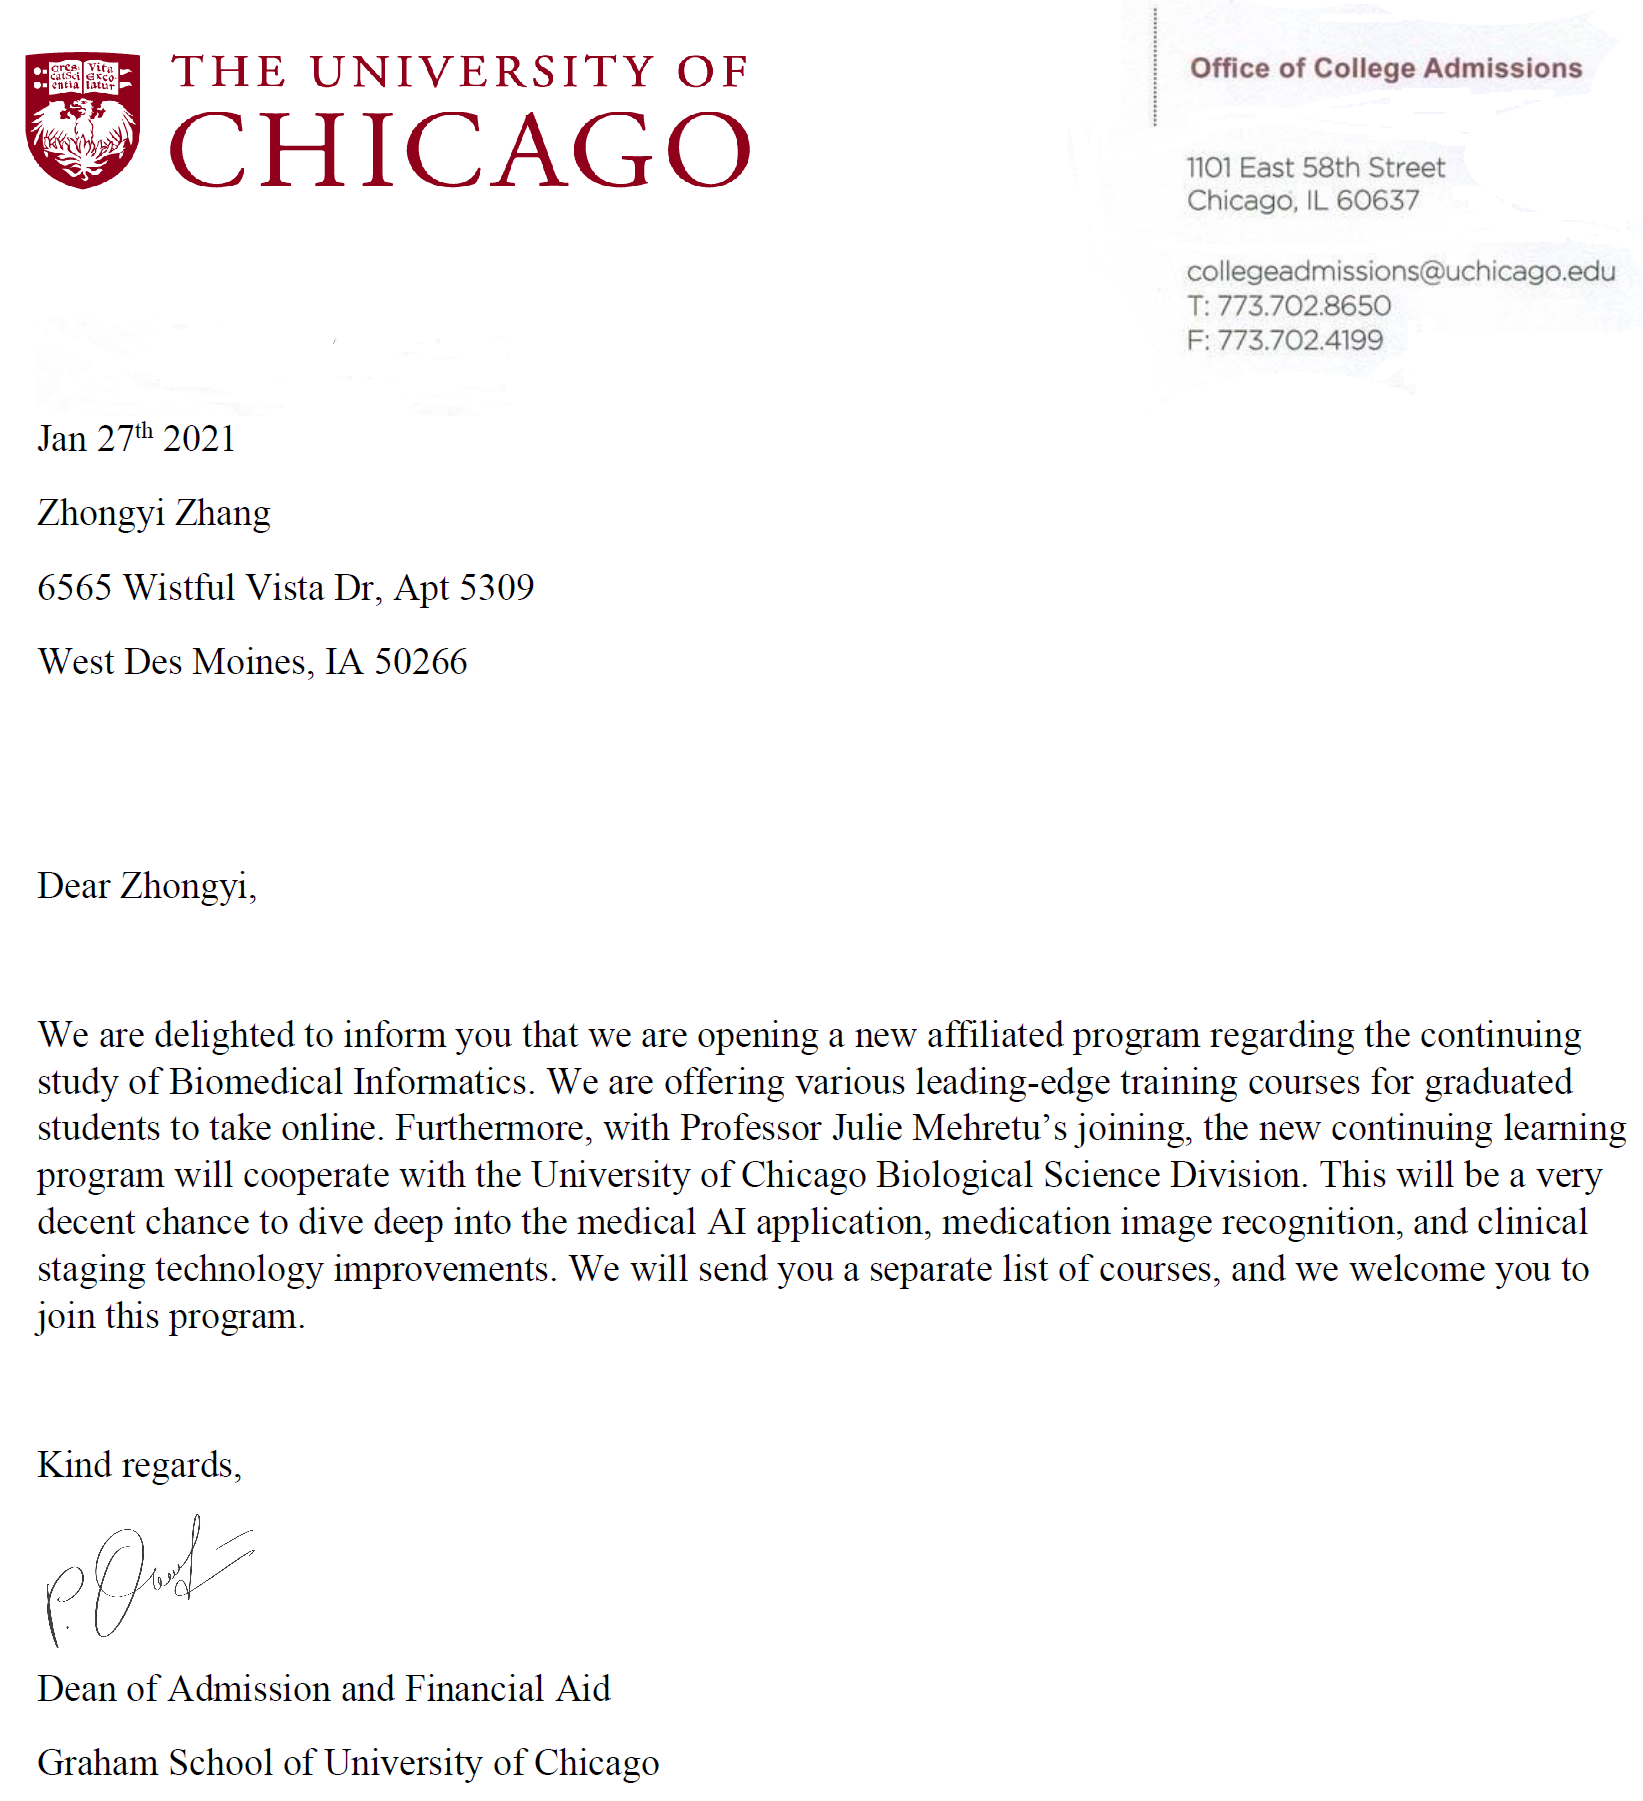 THE UNIVERSITY OF
CHICAGO
Office of College Admissions
1101 East 58th Street
Chicago, IL 60637
collegeadmissions@uchicago.edu
T: 773.702.8650
F: 773.702.4199
Jan 27th 2021
Zhongyi Zhang
6565 Wistful Vista Dr, Apt 5309
West Des Moines, IA 50266
Dear Zhongyi,
We are delighted to inform you that we are opening a new affiliated program regarding the continuing
study of Biomedical Informatics. We are offering various leading-edge training courses for graduated
students to take online. Furthermore, with Professor Julie Mehretu’s joining, the new continuing learning
program will cooperate with the University of Chicago Biological Science Division. This will be a very
decent chance to dive deep into the medical AI application, medication image recognition, and clinical
staging technology improvements. We will send you a separate list of courses, and we welcome you to
join this program.
Kind regards,
Dean of Admission and Financial Aid
Graham School of University of Chicago